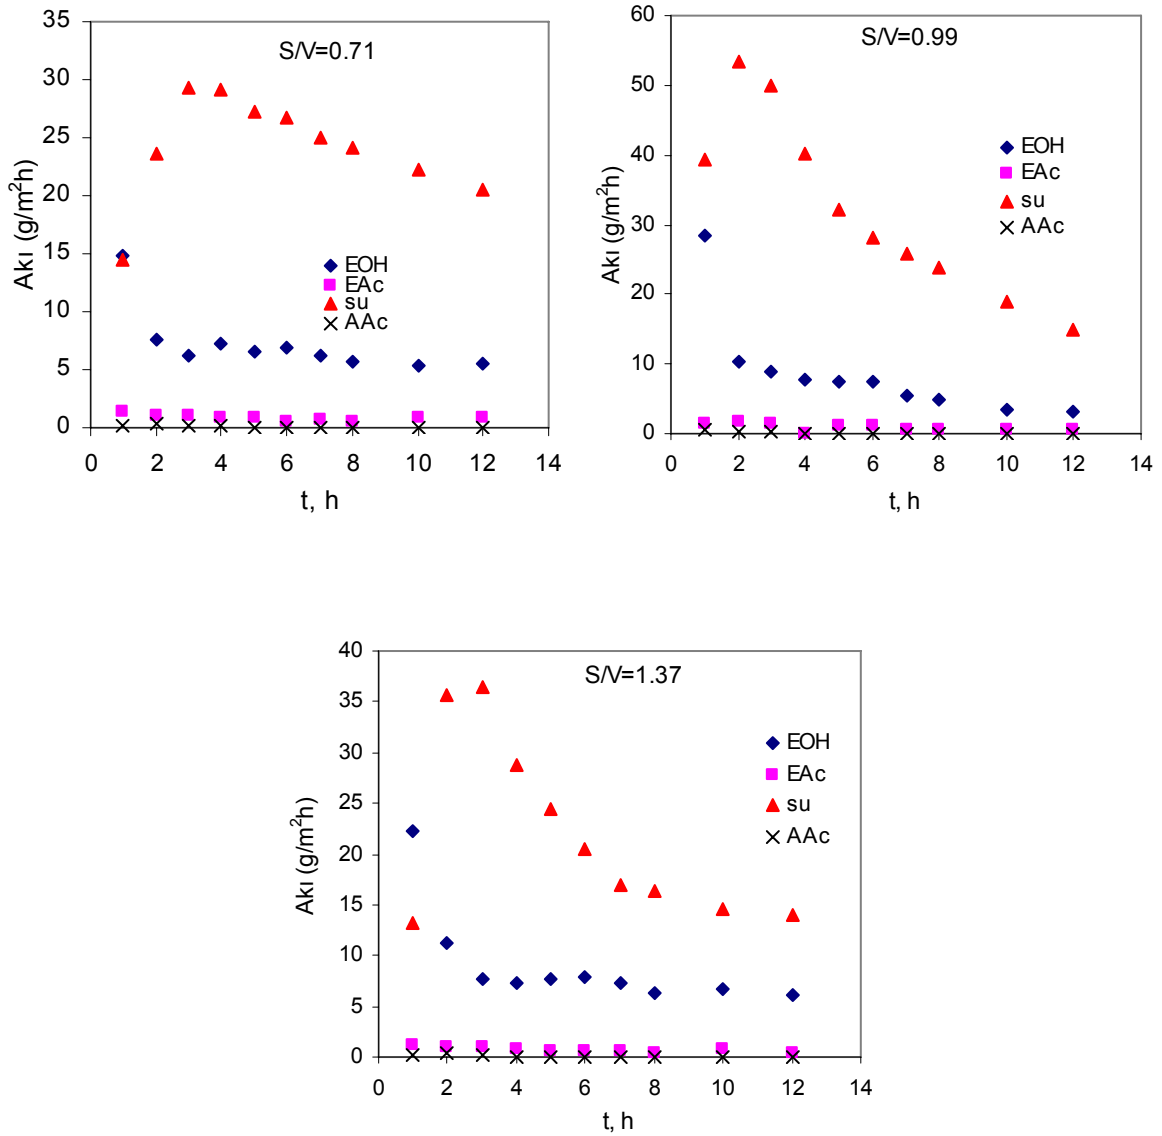 S/V=0.71
Akı (g/m²h)
35
30
25
20
15
10
5
0
EOH
EAc
su
AAc
0 2 4 6 8 10 12 14
t, h
S/V=0.99
Akı (g/m²h)
60
50
40
30
20
10
0
EOH
EAc
su
AAc
0 2 4 6 8 10 12 14
t, h
S/V=1.37
Akı (g/m²h)
40
35
30
25
20
15
10
5
0
EOH
EAc
su
AAc
0 2 4 6 8 10 12 14
t, h